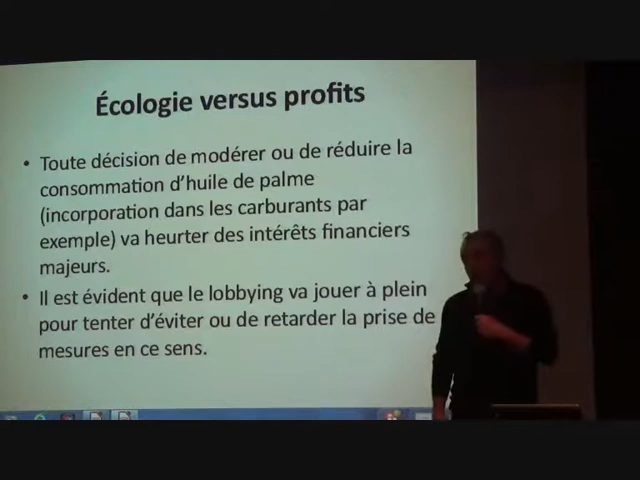 Écologie versus profits
• Toute décision de modérer ou de réduire la
consommation d'huile de palme
(incorporation dans les carburants par
exemple) va heurter des intérêts financiers
majeurs.
• Il est évident que le lobbying va jouer à plein
pour tenter d'éviter ou de retarder la prise de
mesures en ce sens.